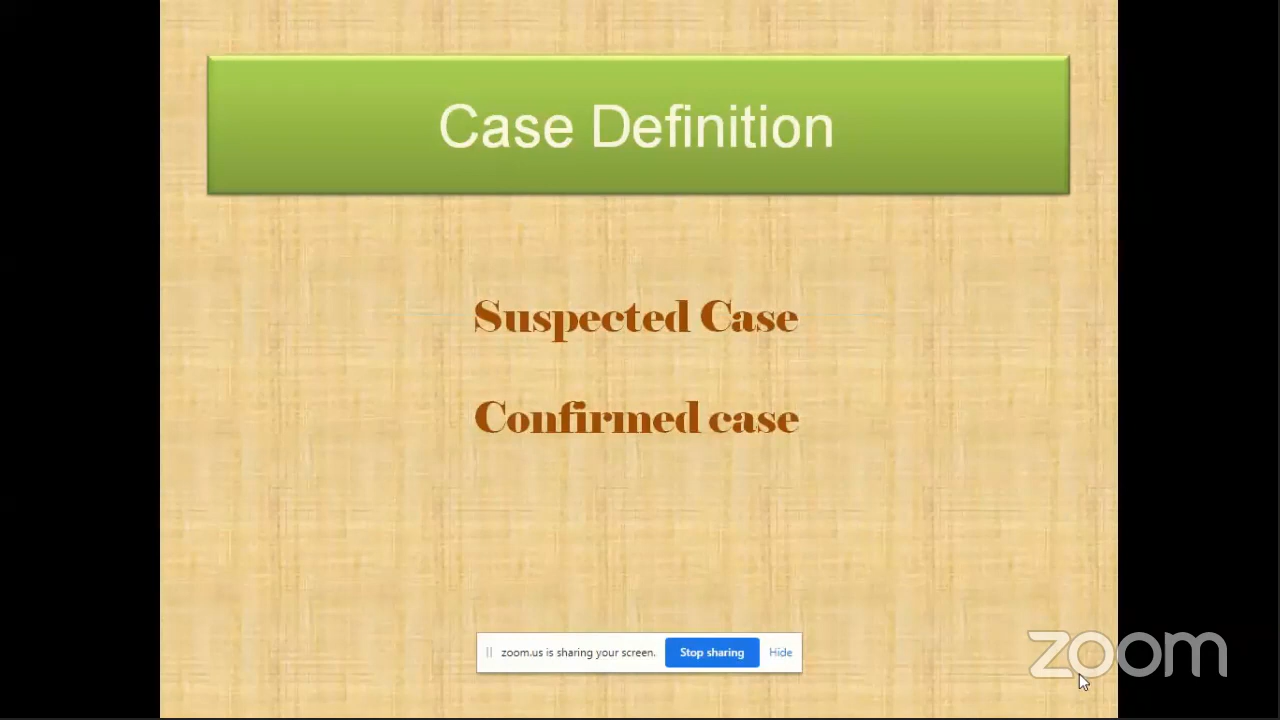 Case Definition
Suspected Case
Confirmed case
zoom.us is sharing your screen. Stop sharing Hide
zoom